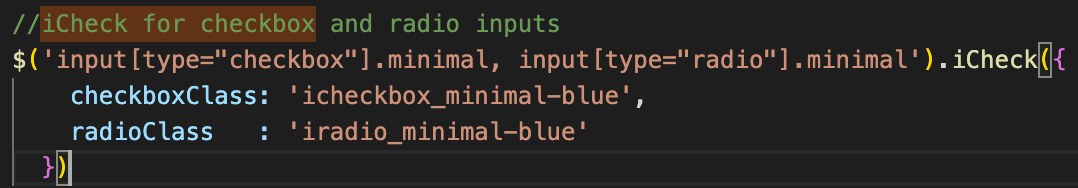 //iCheck for checkbox and radio inputs
$('input[type="checkbox"].minimal, input[type="radio"].minimal').iCheck({
checkboxClass: 'icheckbox_minimal-blue',
radioClass   : 'iradio_minimal-blue'
})